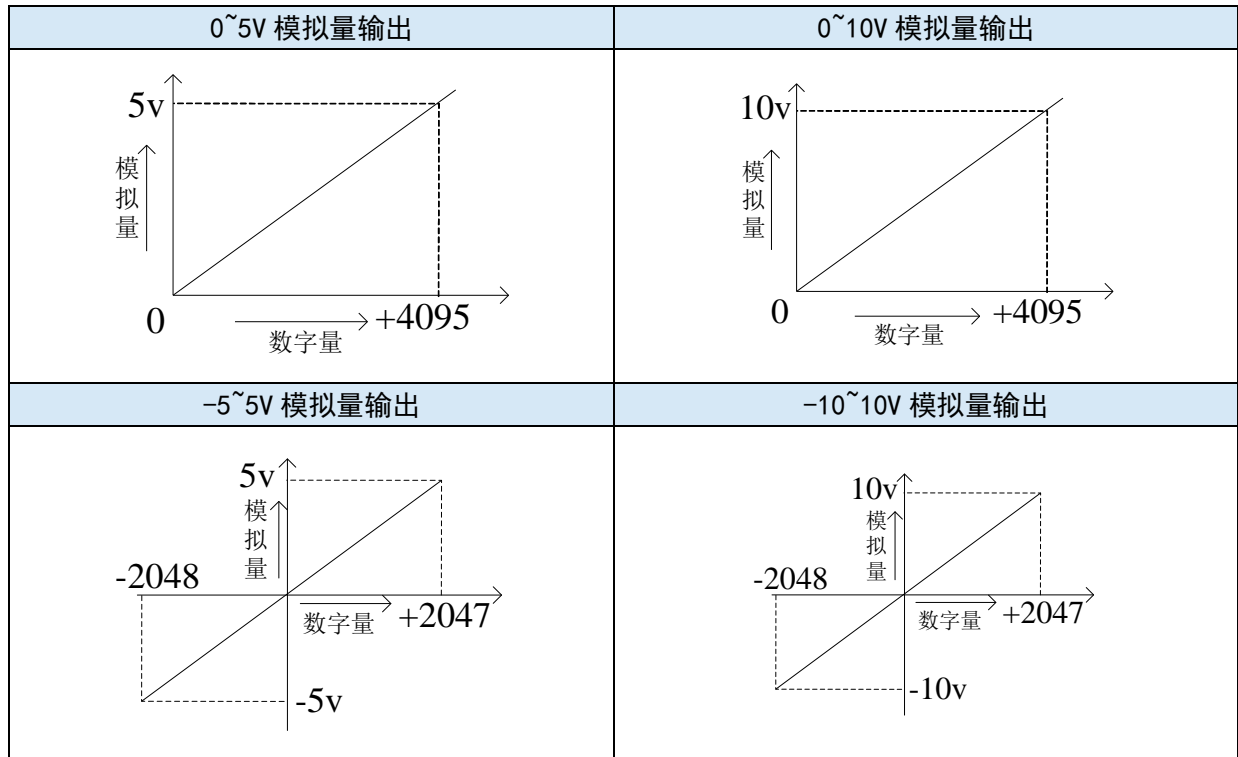 0~5V 模拟量输出
0~10V 模拟量输出
5v
模拟量
0
数字量
+4095
10v
模拟量
0
数字量
+4095
-5~5V 模拟量输出
-10~10V 模拟量输出
5v
模拟量
-2048
数字量
+2047
-5v
10v
模拟量
-2048
数字量
+2047
-10v